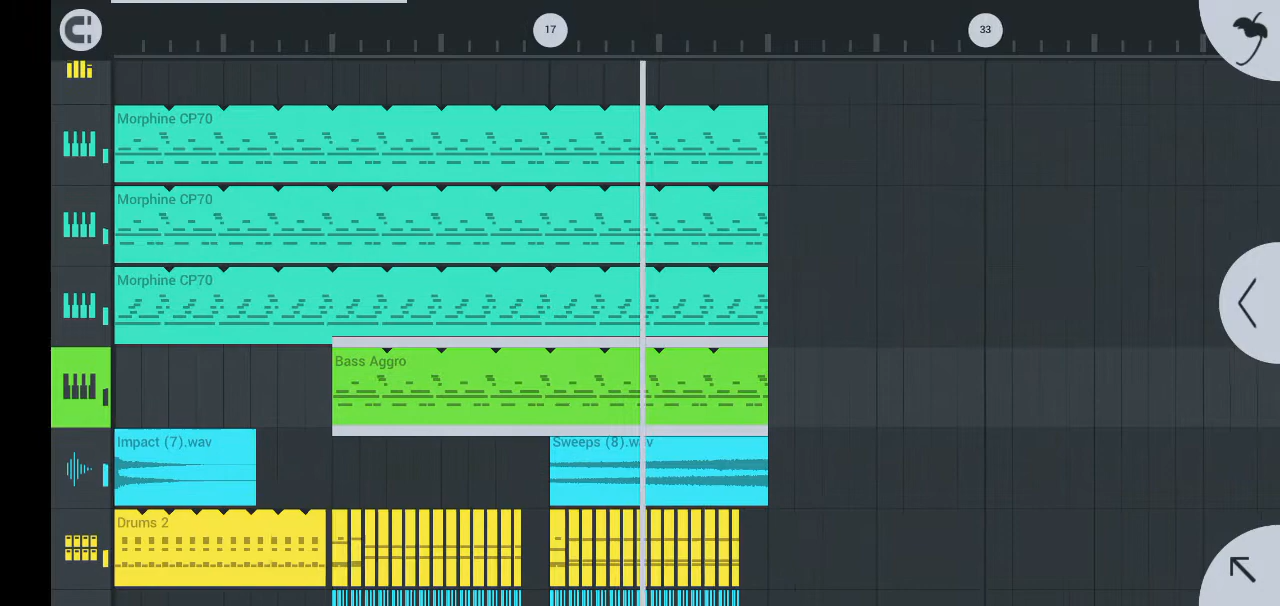 17
33
Morphine CP70
Morphine CP70
Morphine CP70
Bass Aggro
Impact (7).wav
Sweeps (8).wav
Drums 2